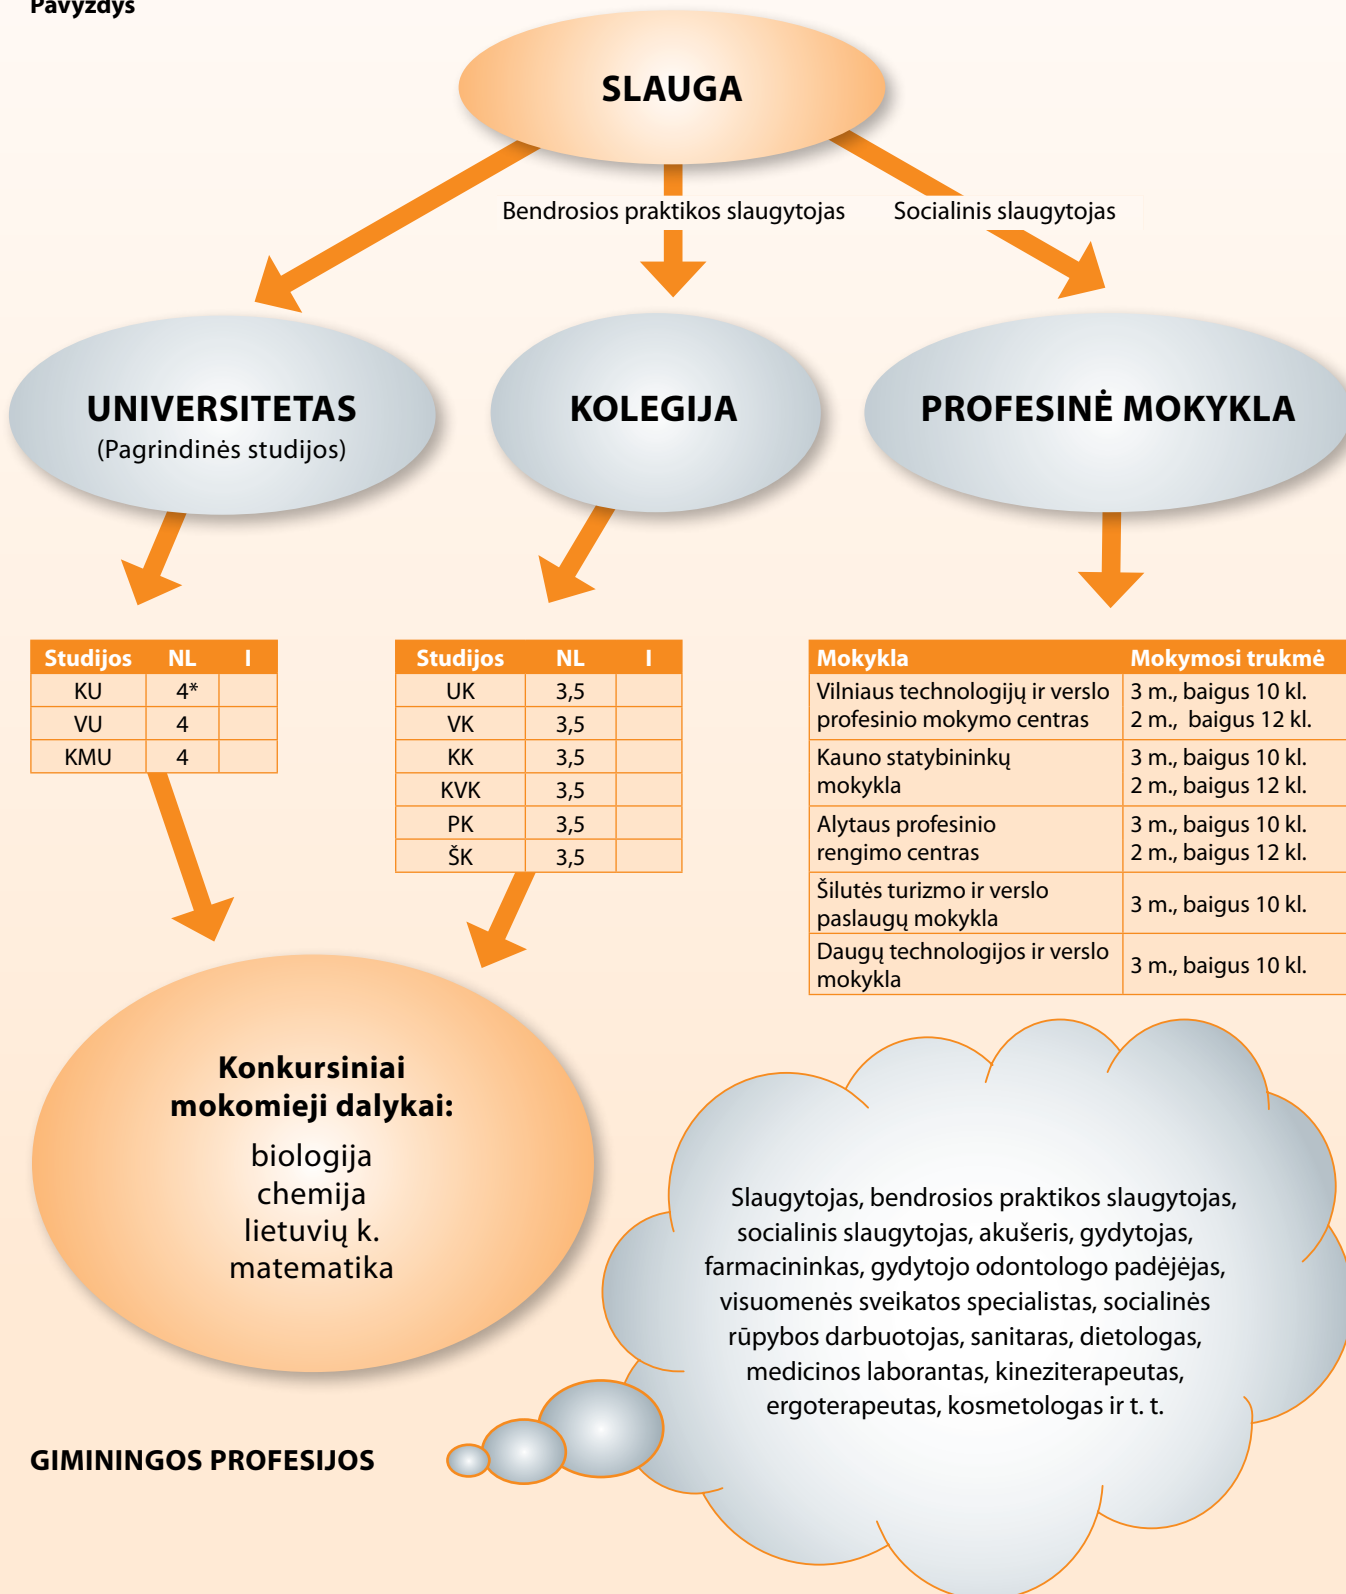 Pavyzdys
SLAUGA
Bendrosios praktikos slaugytojas
Socialinis slaugytojas
UNIVERSITETAS
(Pagrindinės studijos)
KOLEGIJA
PROFESINĖ MOKYKLA
Studijos NL I
KU 4*
VU 4
KMU 4
Studijos NL I
UK 3,5
VK 3,5
KK 3,5
KVK 3,5
PK 3,5
ŠK 3,5
Mokykla Mokymosi trukmė
Vilniaus technologijų ir verslo 3 m., baigus 10 kl.
profesinio mokymo centras 2 m., baigus 12 kl.
Kauno statybininkų 3 m., baigus 10 kl.
mokykla 2 m., baigus 12 kl.
Alytaus profesinio 3 m., baigus 10 kl.
rengimo centras 2 m., baigus 12 kl.
Šilutės turizmo ir verslo
paslaugų mokykla
3 m., baigus 10 kl.
Daugų technologijos ir verslo
mokykla
3 m., baigus 10 kl.
Konkursiniai
mokomieji dalykai:
biologija
chemija
lietuvių k.
matematika
Slaugytojas, bendrosios praktikos slaugytojas,
socialinis slaugytojas, akušeris, gydytojas,
farmacininkas, gydytojo odontologo padėjėjas,
visuomenės sveikatos specialistas, socialinės
rūpybos darbuotojas, sanitaras, dietologas,
medicinos laborantas, kineziterapeutas,
ergoterapeutas, kosmetologas ir t. t.
GIMININGOS PROFESIJOS